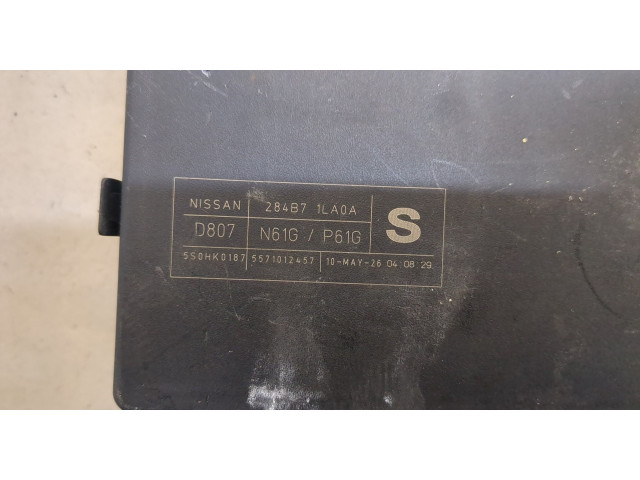 NISSAN 284B7 1LA0A
D807 N61G / P61G S
5S0HK0187 5571012457 10-MAY-26 04:08:29